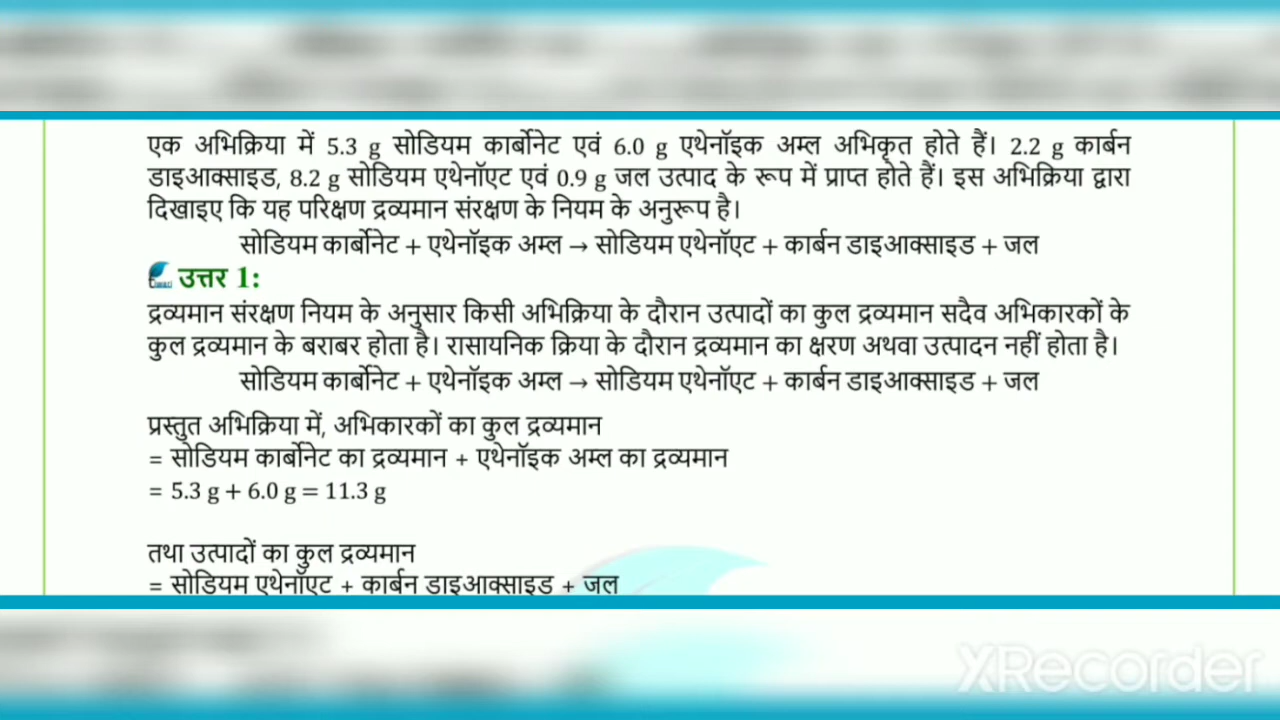 एक अभिक्रिया में 5.3 g सोडियम कार्बोनेट एवं 6.0 g एथेनॉइक अम्ल अभिकृत होते हैं। 2.2 g कार्बन
डाइआक्साइड, 8.2 g सोडियम एथेनॉएट एवं 0.9 g जल उत्पाद के रूप में प्राप्त होते हैं। इस अभिक्रिया द्वारा
दिखाइए कि यह परिक्षण द्रव्यमान संरक्षण के नियम के अनुरूप है।
सोडियम कार्बोनेट + एथेनॉइक अम्ल → सोडियम एथेनॉएट + कार्बन डाइआक्साइड + जल
उत्तर 1:
द्रव्यमान संरक्षण नियम के अनुसार किसी अभिक्रिया के दौरान उत्पादों का कुल द्रव्यमान सदैव अभिकारकों के
कुल द्रव्यमान के बराबर होता है। रासायनिक क्रिया के दौरान द्रव्यमान का क्षरण अथवा उत्पादन नहीं होता है।
सोडियम कार्बोनेट + एथेनॉइक अम्ल → सोडियम एथेनॉएट + कार्बन डाइआक्साइड + जल
प्रस्तुत अभिक्रिया में, अभिकारकों का कुल द्रव्यमान
= सोडियम कार्बोनेट का द्रव्यमान + एथेनॉइक अम्ल का द्रव्यमान
= 5.3 g + 6.0 g = 11.3 g
तथा उत्पादों का कुल द्रव्यमान
= सोडियम एथेनॉएट + कार्बन डाइआक्साइड + जल
XRecorder